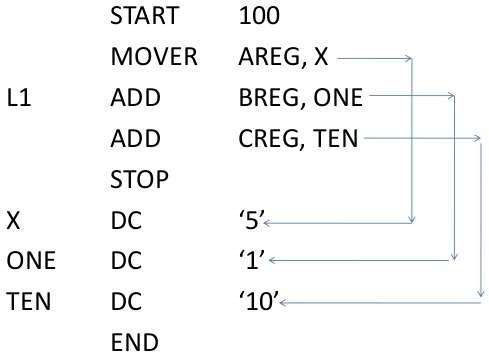 START 100
MOVER AREG, X
L1 ADD BREG, ONE
ADD CREG, TEN
STOP
X DC ‘5’
ONE DC ‘1’
TEN DC ‘10’
END